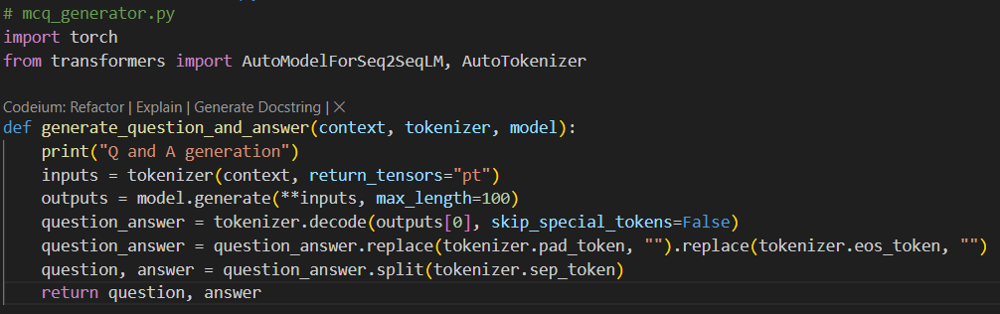 # mcq_generator.py
import torch
from transformers import AutoModelForSeq2SeqLM, AutoTokenizer
Codeium: Refactor | Explain | Generate Docstring | ×
def generate_question_and_answer(context, tokenizer, model):
    print("Q and A generation")
    inputs = tokenizer(context, return_tensors="pt")
    outputs = model.generate(**inputs, max_length=100)
    question_answer = tokenizer.decode(outputs[0], skip_special_tokens=False)
    question_answer = question_answer.replace(tokenizer.pad_token, "").replace(tokenizer.eos_token, "")
    question, answer = question_answer.split(tokenizer.sep_token)
    return question, answer